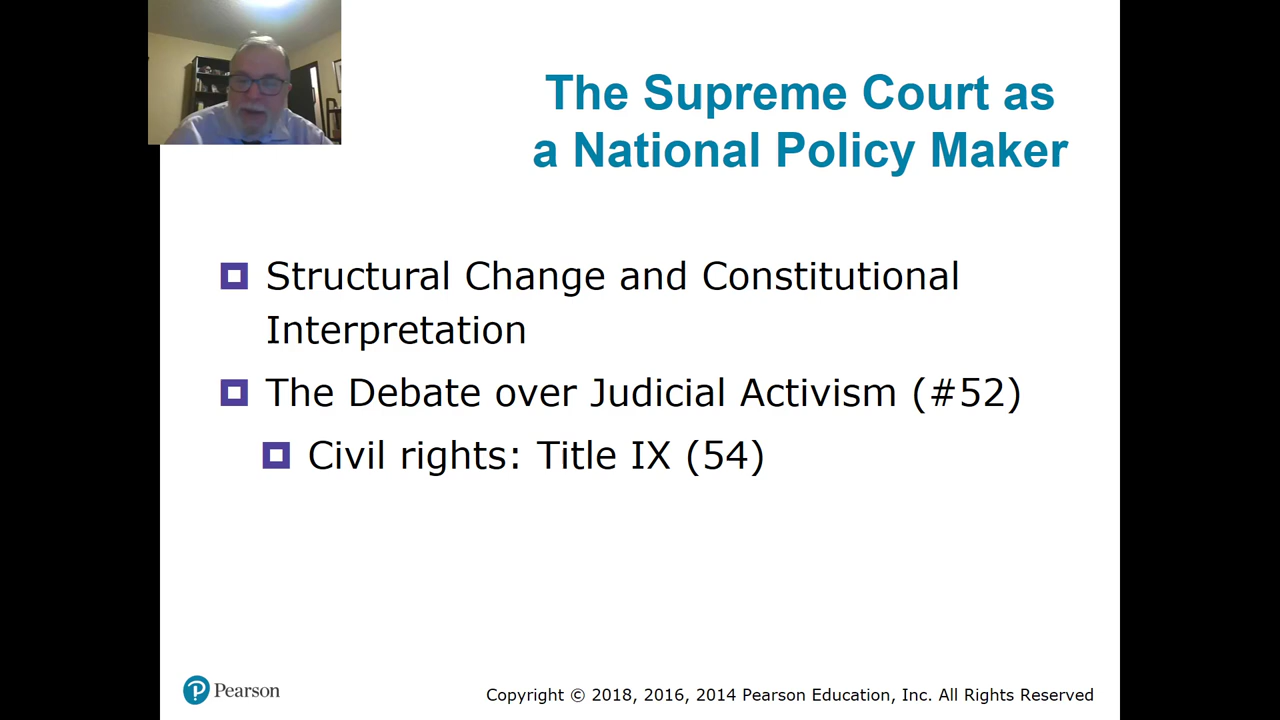 The Supreme Court as
a National Policy Maker
Structural Change and Constitutional
Interpretation
The Debate over Judicial Activism (#52)
Civil rights: Title IX (54)
Pearson
Copyright © 2018, 2016, 2014 Pearson Education, Inc. All Rights Reserved